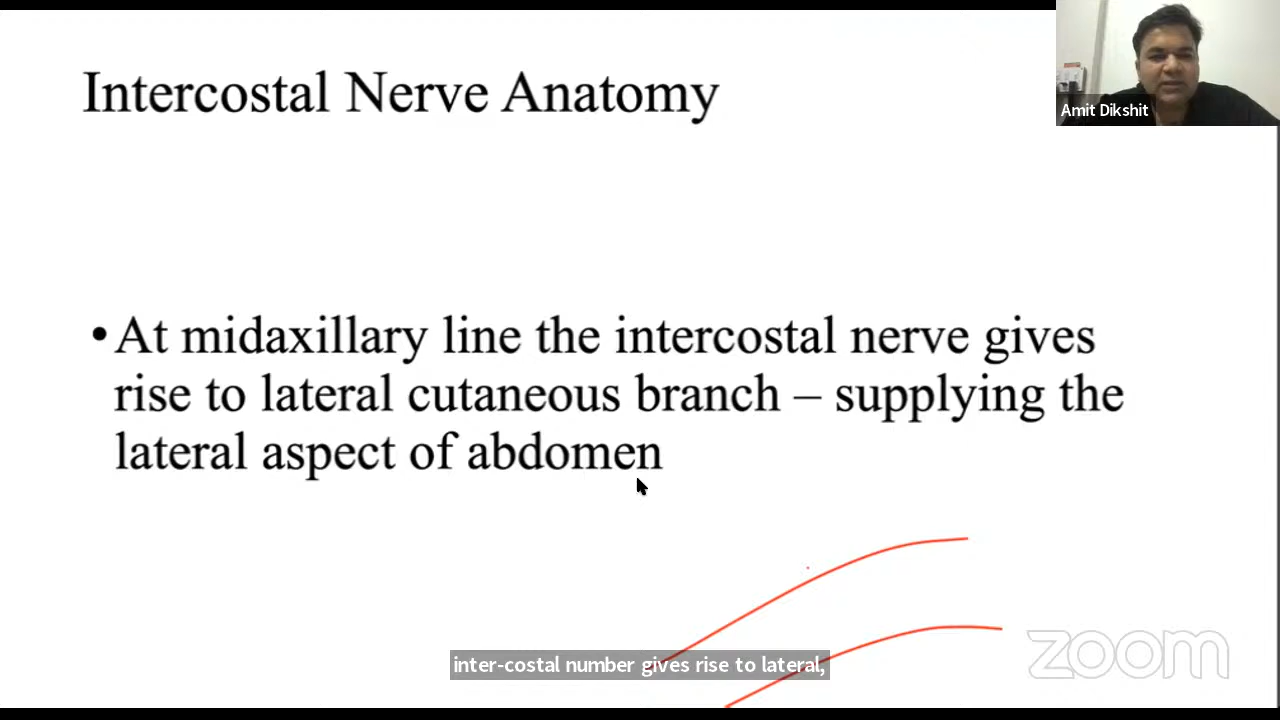 Intercostal Nerve Anatomy
Amit Dikshit
• At midaxillary line the intercostal nerve gives
rise to lateral cutaneous branch – supplying the
lateral aspect of abdomen
inter-costal number gives rise to lateral,
zoom